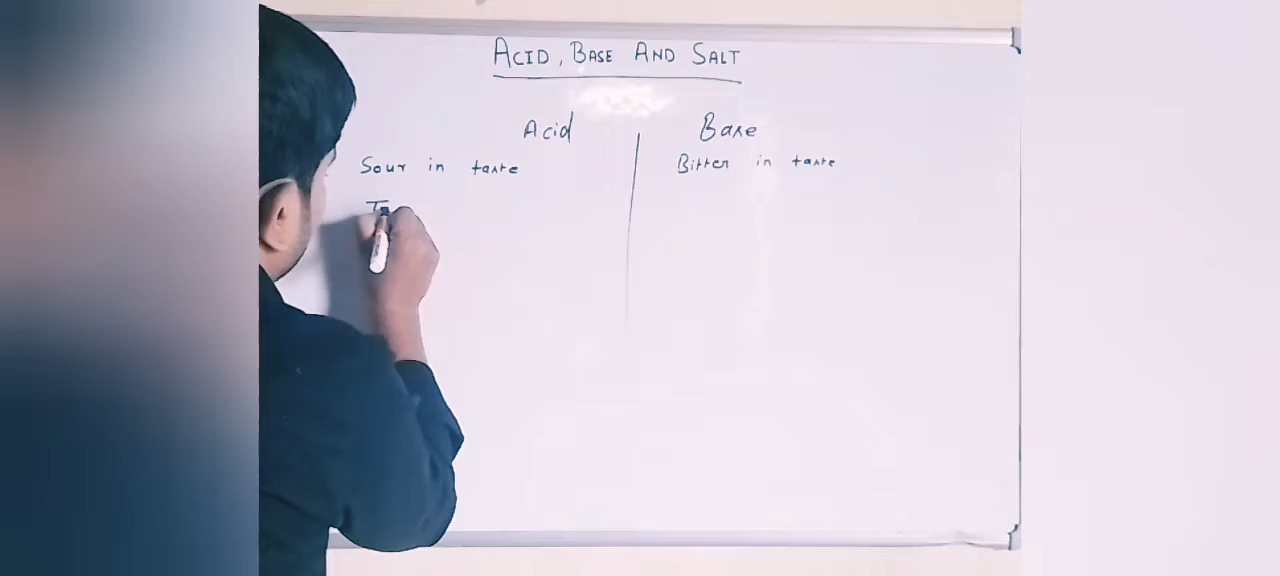 ACID, BASE AND SALT
Acid
Base
Sour in taste
Bitter in taste
T